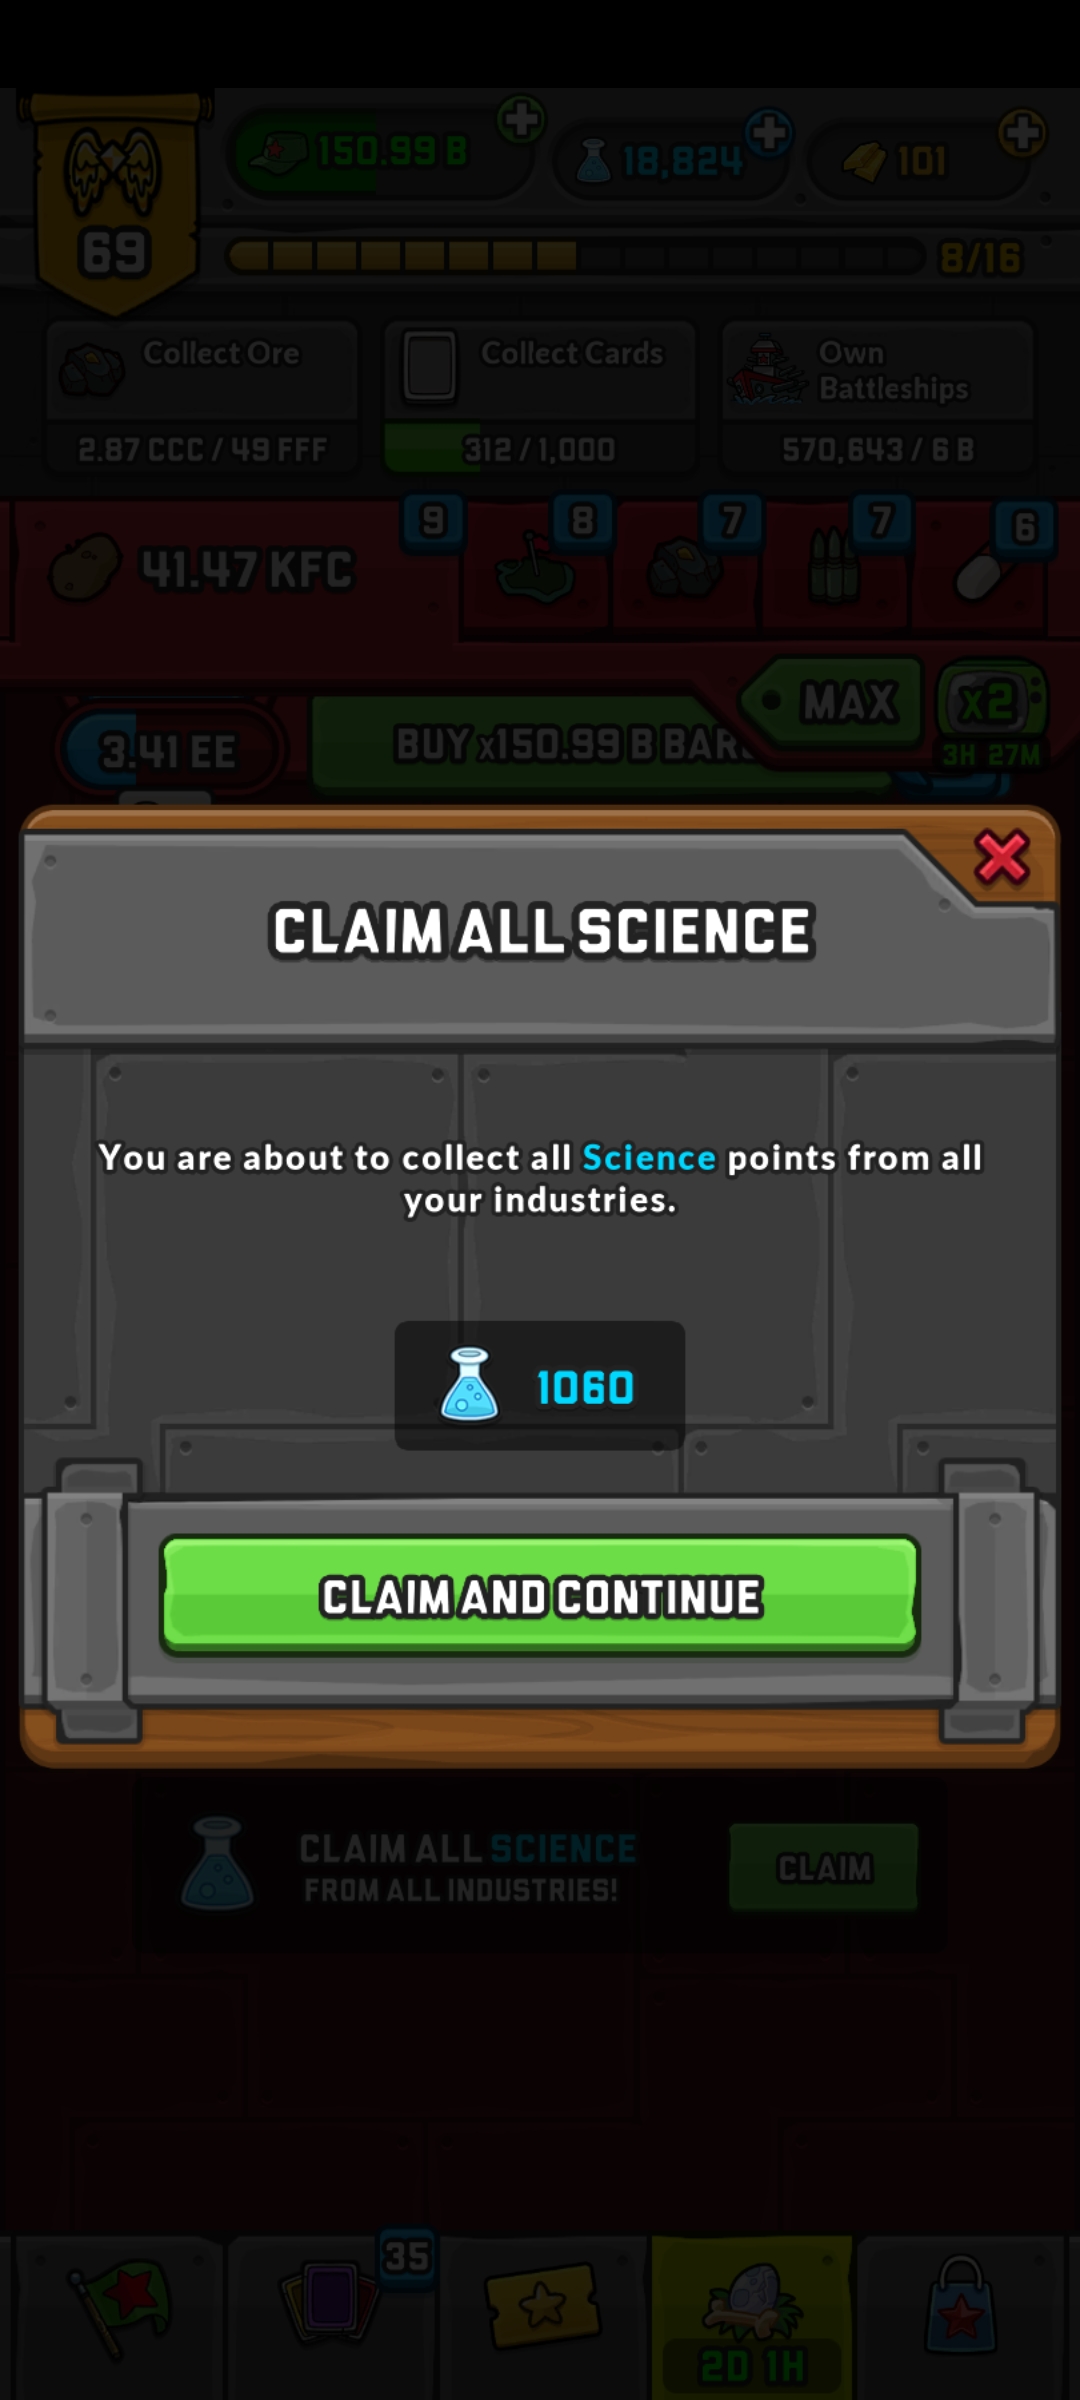 150.99 B
18,824
101
69
8/16
Collect Ore
2.87 CCC / 49 FFF
Collect Cards
312 / 1,000
Own
Battleships
570,643 / 6 B
41.47 KFC
9
8
7
7
6
MAX
x2
3H 27M
3.41 EE
BUY x150.99 B BAR
CLAIM ALL SCIENCE
You are about to collect all Science points from all
your industries.
1060
CLAIM AND CONTINUE
CLAIM ALL SCIENCE
FROM ALL INDUSTRIES!
CLAIM
35
2D 1H